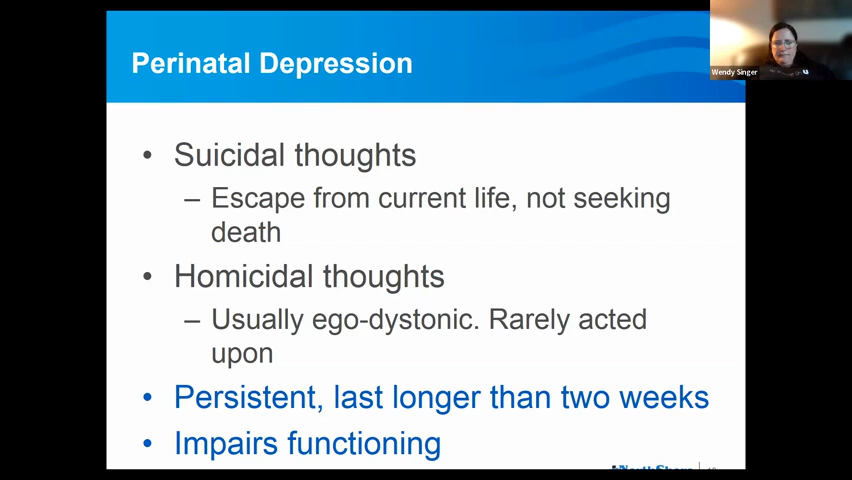 Perinatal Depression
Wendy Singer
• Suicidal thoughts
– Escape from current life, not seeking
death
• Homicidal thoughts
– Usually ego-dystonic. Rarely acted
upon
• Persistent, last longer than two weeks
• Impairs functioning